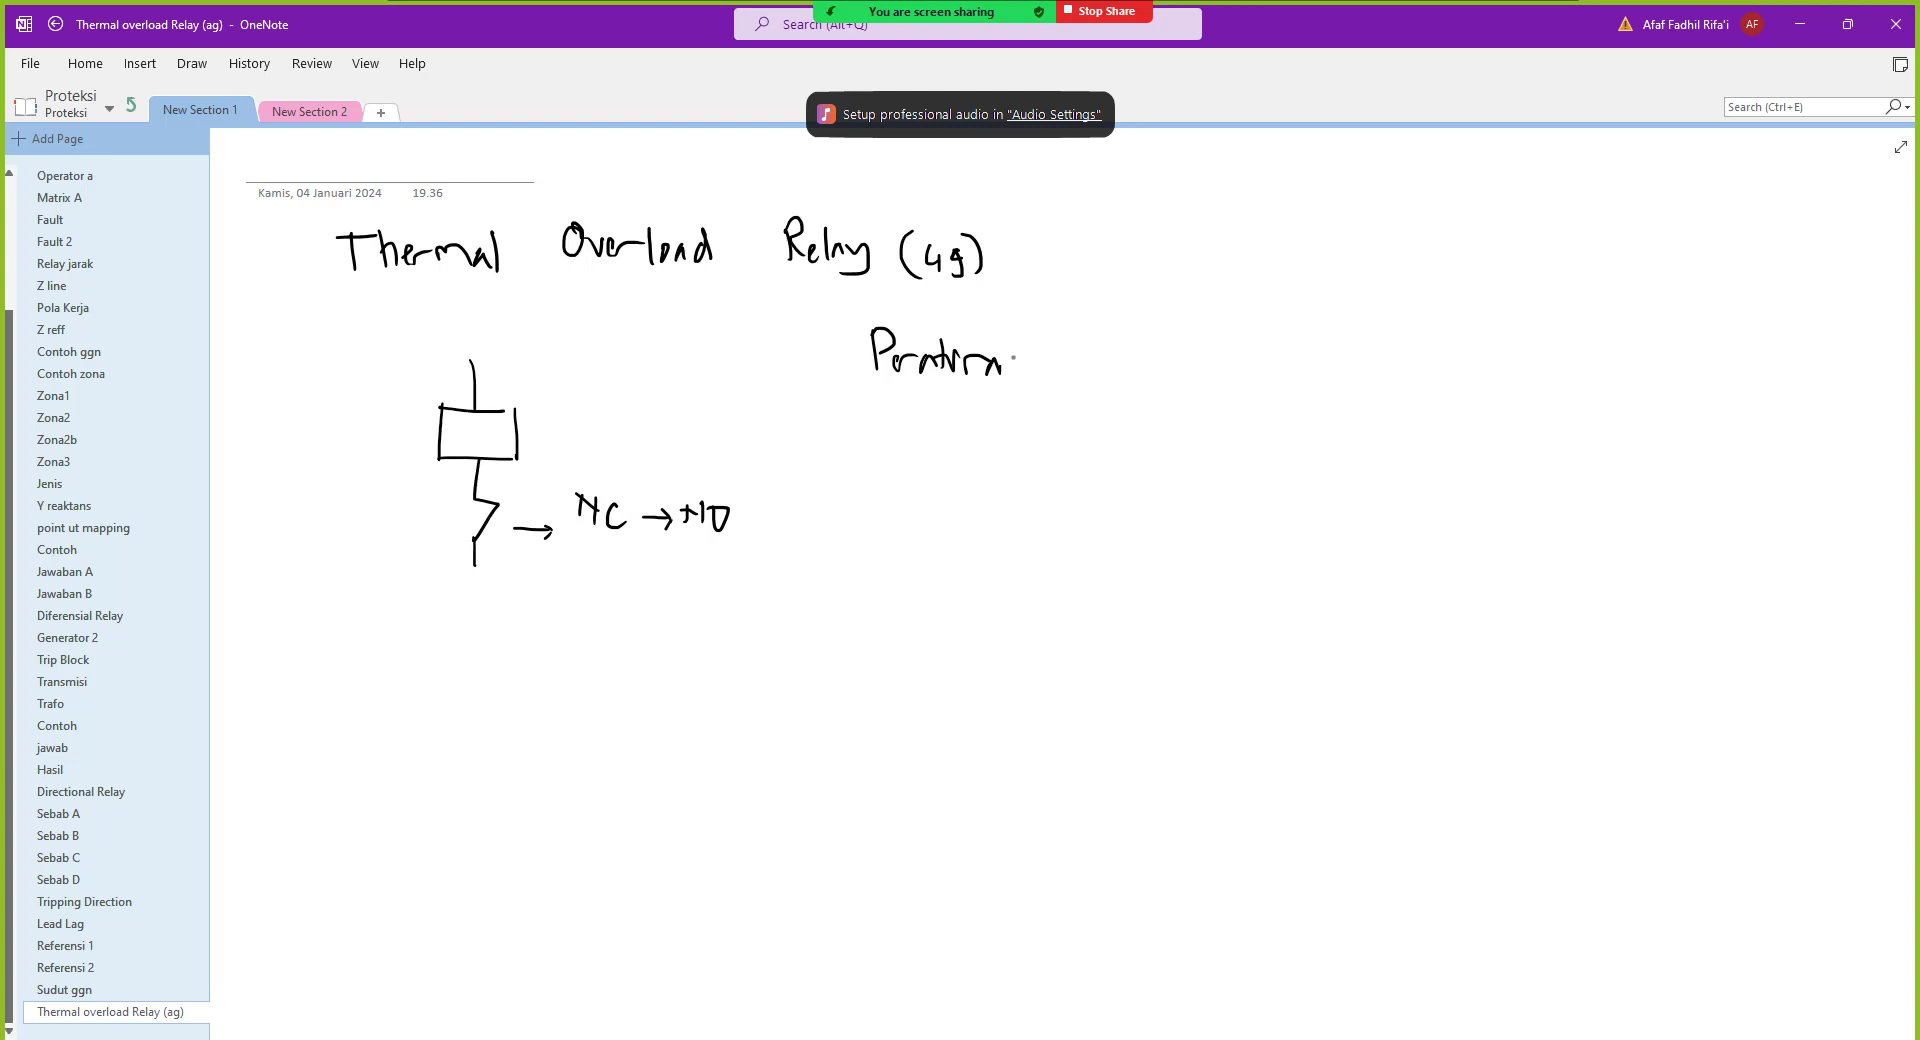 Thermal overload Relay (ag) - OneNote
You are screen sharing
Stop Share
Search (Alt+Q)
Afaf Fadhil Rifa'i
AF
File Home Insert Draw History Review View Help
Proteksi
Proteksi
New Section 1
New Section 2
+
Setup professional audio in "Audio Settings"
Search (Ctrl+E)
Add Page
Operator a
Matrix A
Fault
Fault 2
Relay jarak
Z line
Pola Kerja
Z reff
Contoh ggn
Contoh zona
Zona1
Zona2
Zona2b
Zona3
Jenis
Y reaktans
point ut mapping
Contoh
Jawaban A
Jawaban B
Diferensial Relay
Generator 2
Trip Block
Transmisi
Trafo
Contoh
jawab
Hasil
Directional Relay
Sebab A
Sebab B
Sebab C
Sebab D
Tripping Direction
Lead Lag
Referensi 1
Referensi 2
Sudut ggn
Thermal overload Relay (ag)
Kamis, 04 Januari 2024 19.36
Thermal Overload Relay (49)
NC → NO